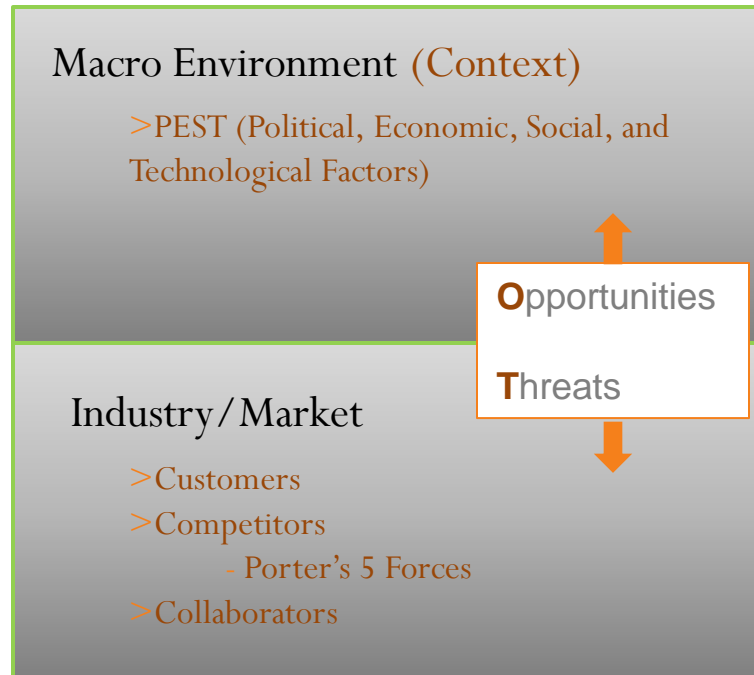 Macro Environment (Context)
>PEST (Political, Economic, Social, and
Technological Factors)
Opportunities
Threats
Industry/Market
>Customers
>Competitors
- Porter’s 5 Forces
>Collaborators